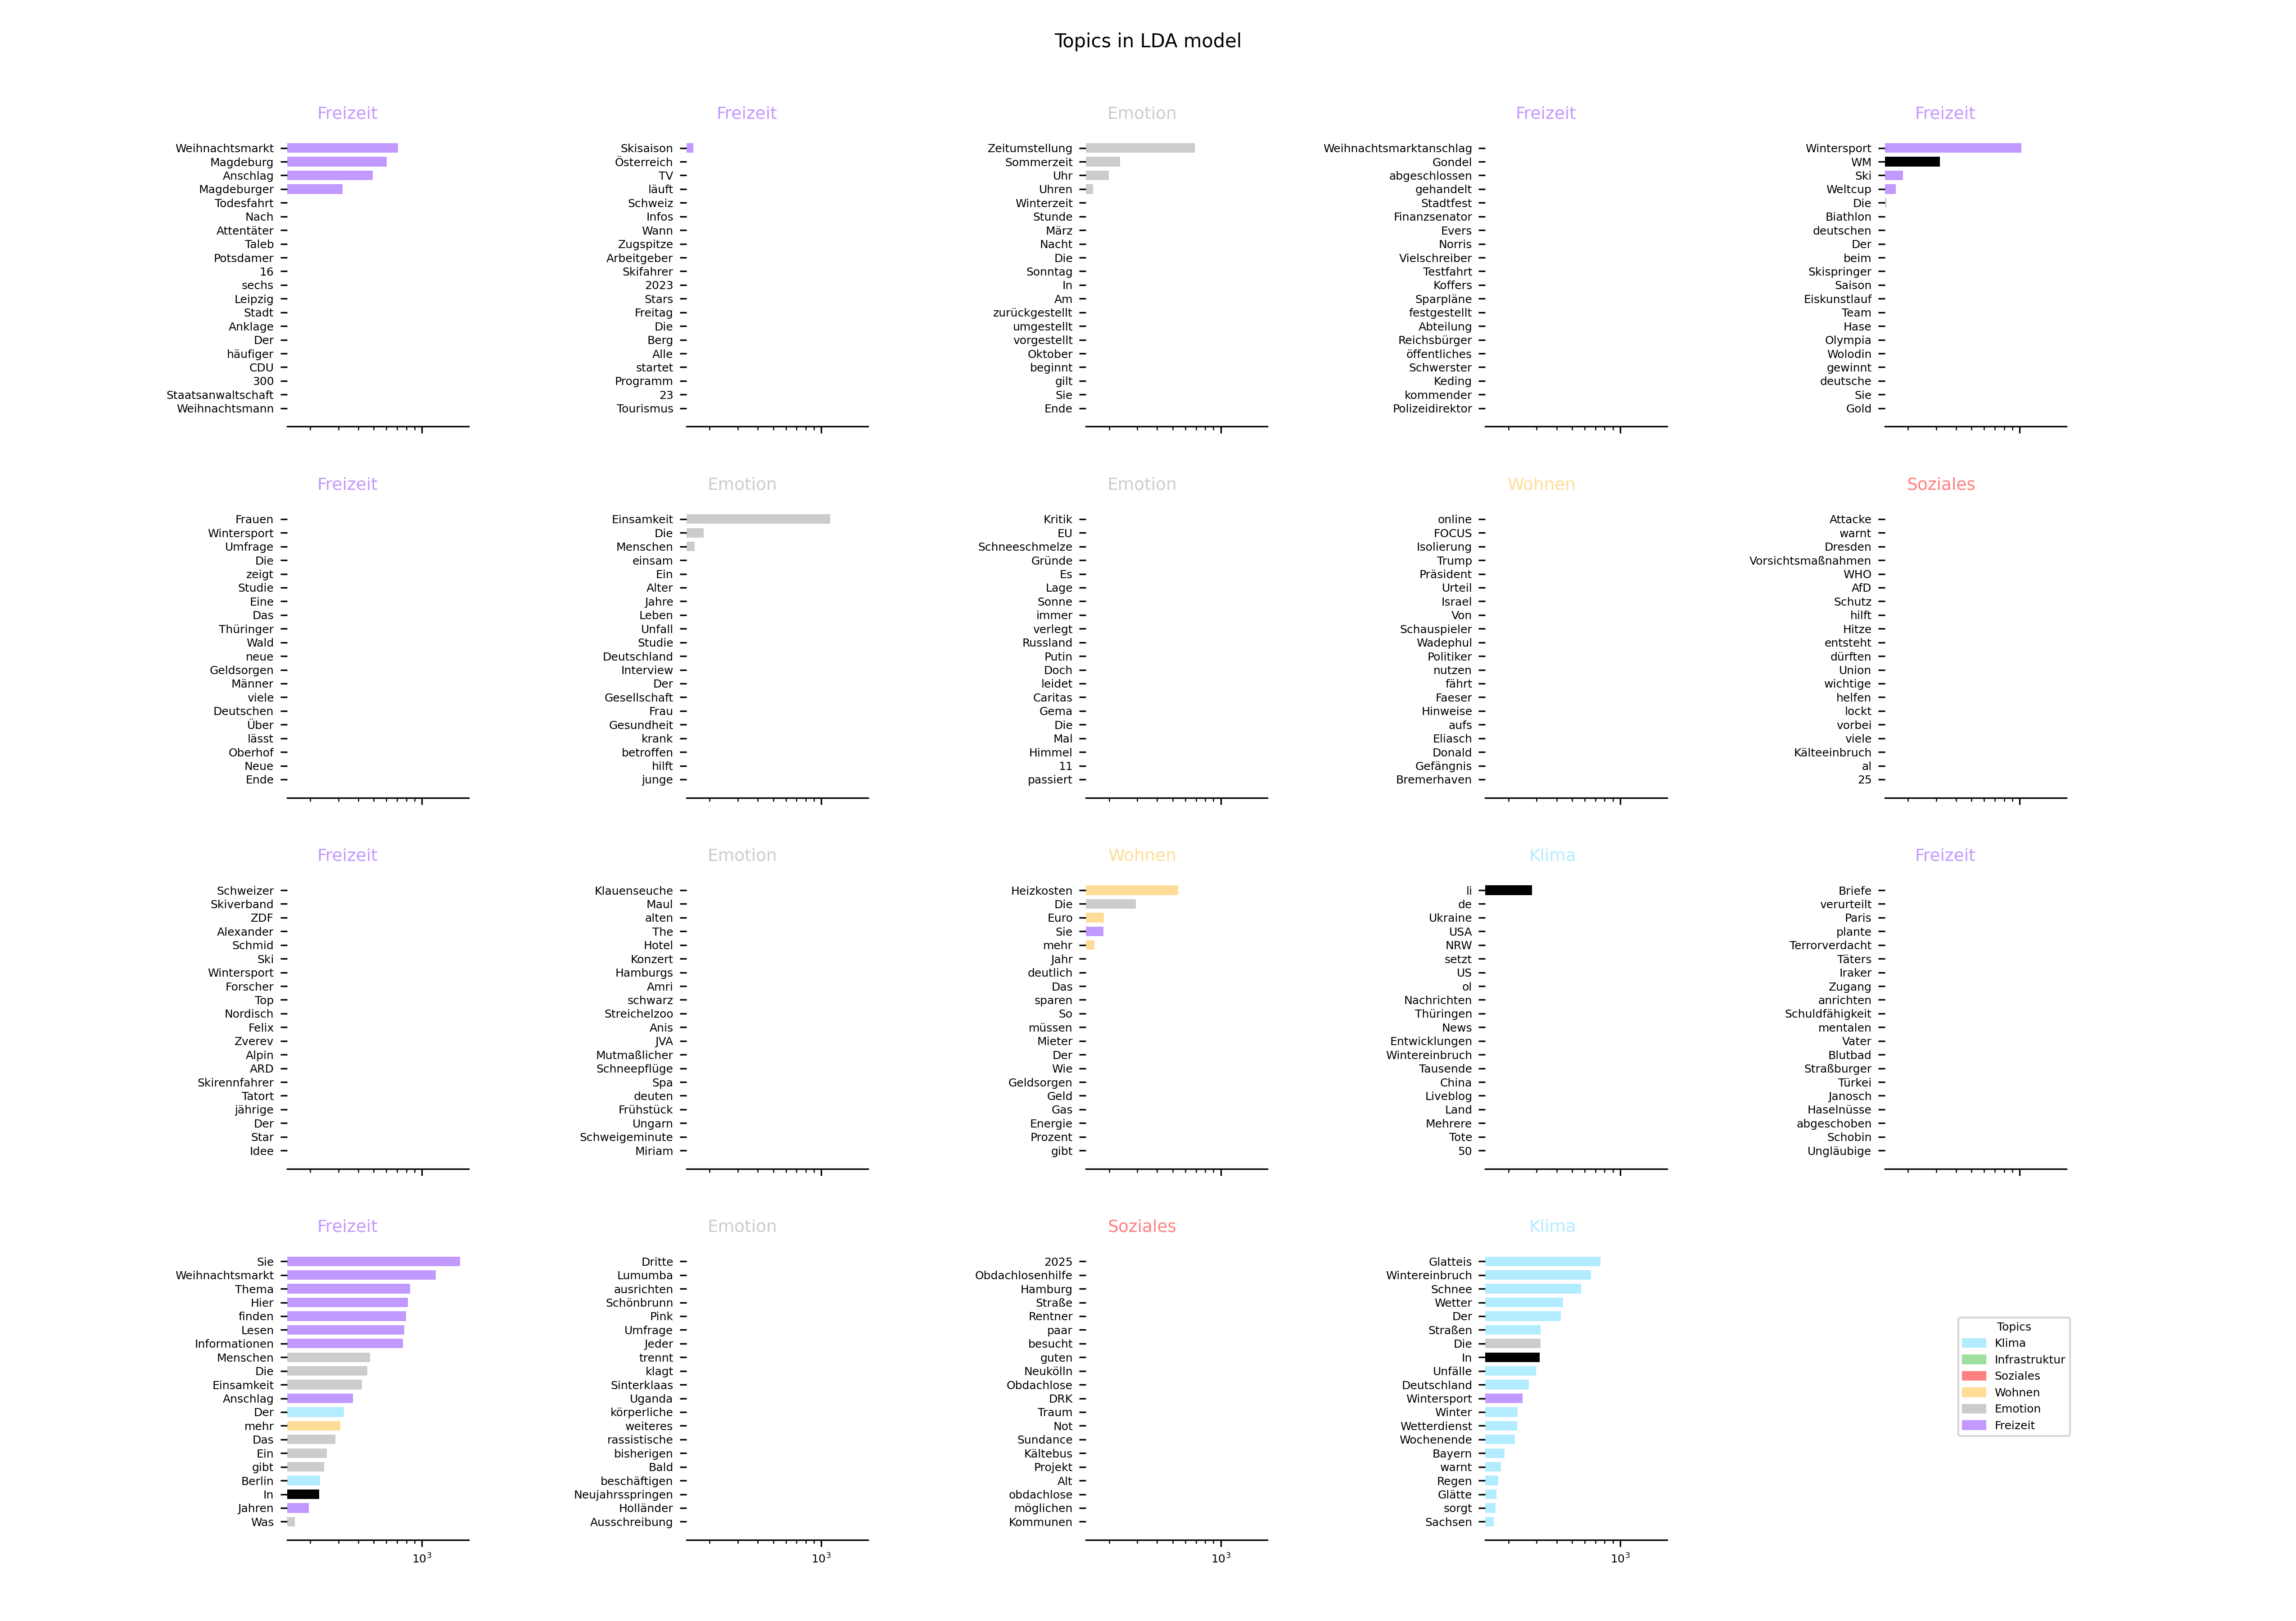 Topics in LDA model
Freizeit
Weihnachtsmarkt
Magdeburg
Anschlag
Magdeburger
Todesfahrt
Nach
Attentäter
Taleb
Potsdamer
16
sechs
Leipzig
Stadt
Anklage
Der
häufiger
CDU
300
Staatsanwaltschaft
Weihnachtsmann
Freizeit
Skisaison
Österreich
TV
läuft
Schweiz
Infos
Wann
Zugspitze
Arbeitgeber
Skifahrer
2023
Stars
Freitag
Die
Berg
Alle
startet
Programm
23
Tourismus
Emotion
Zeitumstellung
Sommerzeit
Uhr
Uhren
Winterzeit
Stunde
März
Nacht
Die
Sonntag
In
Am
zurückgestellt
umgestellt
vorgestellt
Oktober
beginnt
gilt
Sie
Ende
Freizeit
Weihnachtsmarktanschlag
Gondel
abgeschlossen
gehandelt
Stadtfest
Finanzsenator
Evers
Norris
Vielschreiber
Testfahrt
Koffers
Sparpläne
festgestellt
Abteilung
Reichsbürger
öffentliches
Schwerster
Keding
kommender
Polizeidirektor
Freizeit
Wintersport
WM
Ski
Weltcup
Die
Biathlon
deutschen
Der
beim
Skispringer
Saison
Eiskunstlauf
Team
Hase
Olympia
Wolodin
gewinnt
deutsche
Sie
Gold
Freizeit
Frauen
Wintersport
Umfrage
Die
zeigt
Studie
Eine
Das
Thüringer
Wald
neue
Geldsorgen
Männer
viele
Deutschen
Über
lässt
Oberhof
Neue
Ende
Emotion
Einsamkeit
Die
Menschen
einsam
Ein
Alter
Jahre
Leben
Unfall
Studie
Deutschland
Interview
Der
Gesellschaft
Frau
Gesundheit
krank
betroffen
hilft
junge
Emotion
Kritik
EU
Schneeschmelze
Gründe
Es
Lage
Sonne
immer
verlegt
Russland
Putin
Doch
leidet
Caritas
Gema
Die
Mal
Himmel
11
passiert
Wohnen
online
FOCUS
Isolierung
Trump
Präsident
Urteil
Israel
Von
Schauspieler
Wadephul
Politiker
nutzen
fährt
Faeser
Hinweise
aufs
Eliasch
Donald
Gefängnis
Bremerhaven
Soziales
Attacke
warnt
Dresden
Vorsichtsmaßnahmen
WHO
AfD
Schutz
hilft
Hitze
entsteht
dürften
Union
wichtige
helfen
lockt
vorbei
viele
Kälteeinbruch
al
25
Freizeit
Schweizer
Skiverband
ZDF
Alexander
Schmid
Ski
Wintersport
Forscher
Top
Nordisch
Felix
Zverev
Alpin
ARD
Skirennfahrer
Tatort
jährige
Der
Star
Idee
Emotion
Klauenseuche
Maul
alten
The
Hotel
Konzert
Hamburgs
Amri
schwarz
Streichelzoo
Anis
JVA
Mutmaßlicher
Schneepflüge
Spa
deuten
Frühstück
Ungarn
Schweigeminute
Miriam
Wohnen
Heizkosten
Die
Euro
Sie
mehr
Jahr
deutlich
Das
sparen
So
müssen
Mieter
Der
Wie
Geldsorgen
Geld
Gas
Energie
Prozent
gibt
Klima
li
de
Ukraine
USA
NRW
setzt
US
ol
Nachrichten
Thüringen
News
Entwicklungen
Wintereinbruch
Tausende
China
Liveblog
Land
Mehrere
Tote
50
Freizeit
Briefe
verurteilt
Paris
plante
Terrorverdacht
Täters
Iraker
Zugang
anrichten
Schuldfähigkeit
mentalen
Vater
Blutbad
Straßburger
Türkei
Janosch
Haselnüsse
abgeschoben
Schobin
Ungläubige
Freizeit
Sie
Weihnachtsmarkt
Thema
Hier
finden
Lesen
Informationen
Menschen
Die
Einsamkeit
Anschlag
Der
mehr
Das
Ein
gibt
Berlin
In
Jahren
Was
10³
Emotion
Dritte
Lumumba
ausrichten
Schönbrunn
Pink
Umfrage
Jeder
trennt
klagt
Sinterklaas
Uganda
körperliche
weiteres
rassistische
bisherigen
Bald
beschäftigen
Neujahrsspringen
Holländer
Ausschreibung
10³
Soziales
2025
Obdachlosenhilfe
Hamburg
Straße
Rentner
paar
besucht
guten
Neukölln
Obdachlose
DRK
Traum
Not
Sundance
Kältebus
Projekt
Alt
obdachlose
möglichen
Kommunen
10³
Klima
Glatteis
Wintereinbruch
Schnee
Wetter
Der
Straßen
Die
In
Unfälle
Deutschland
Wintersport
Winter
Wetterdienst
Wochenende
Bayern
warnt
Regen
Glätte
sorgt
Sachsen
10³
Topics
Klima
Infrastruktur
Soziales
Wohnen
Emotion
Freizeit